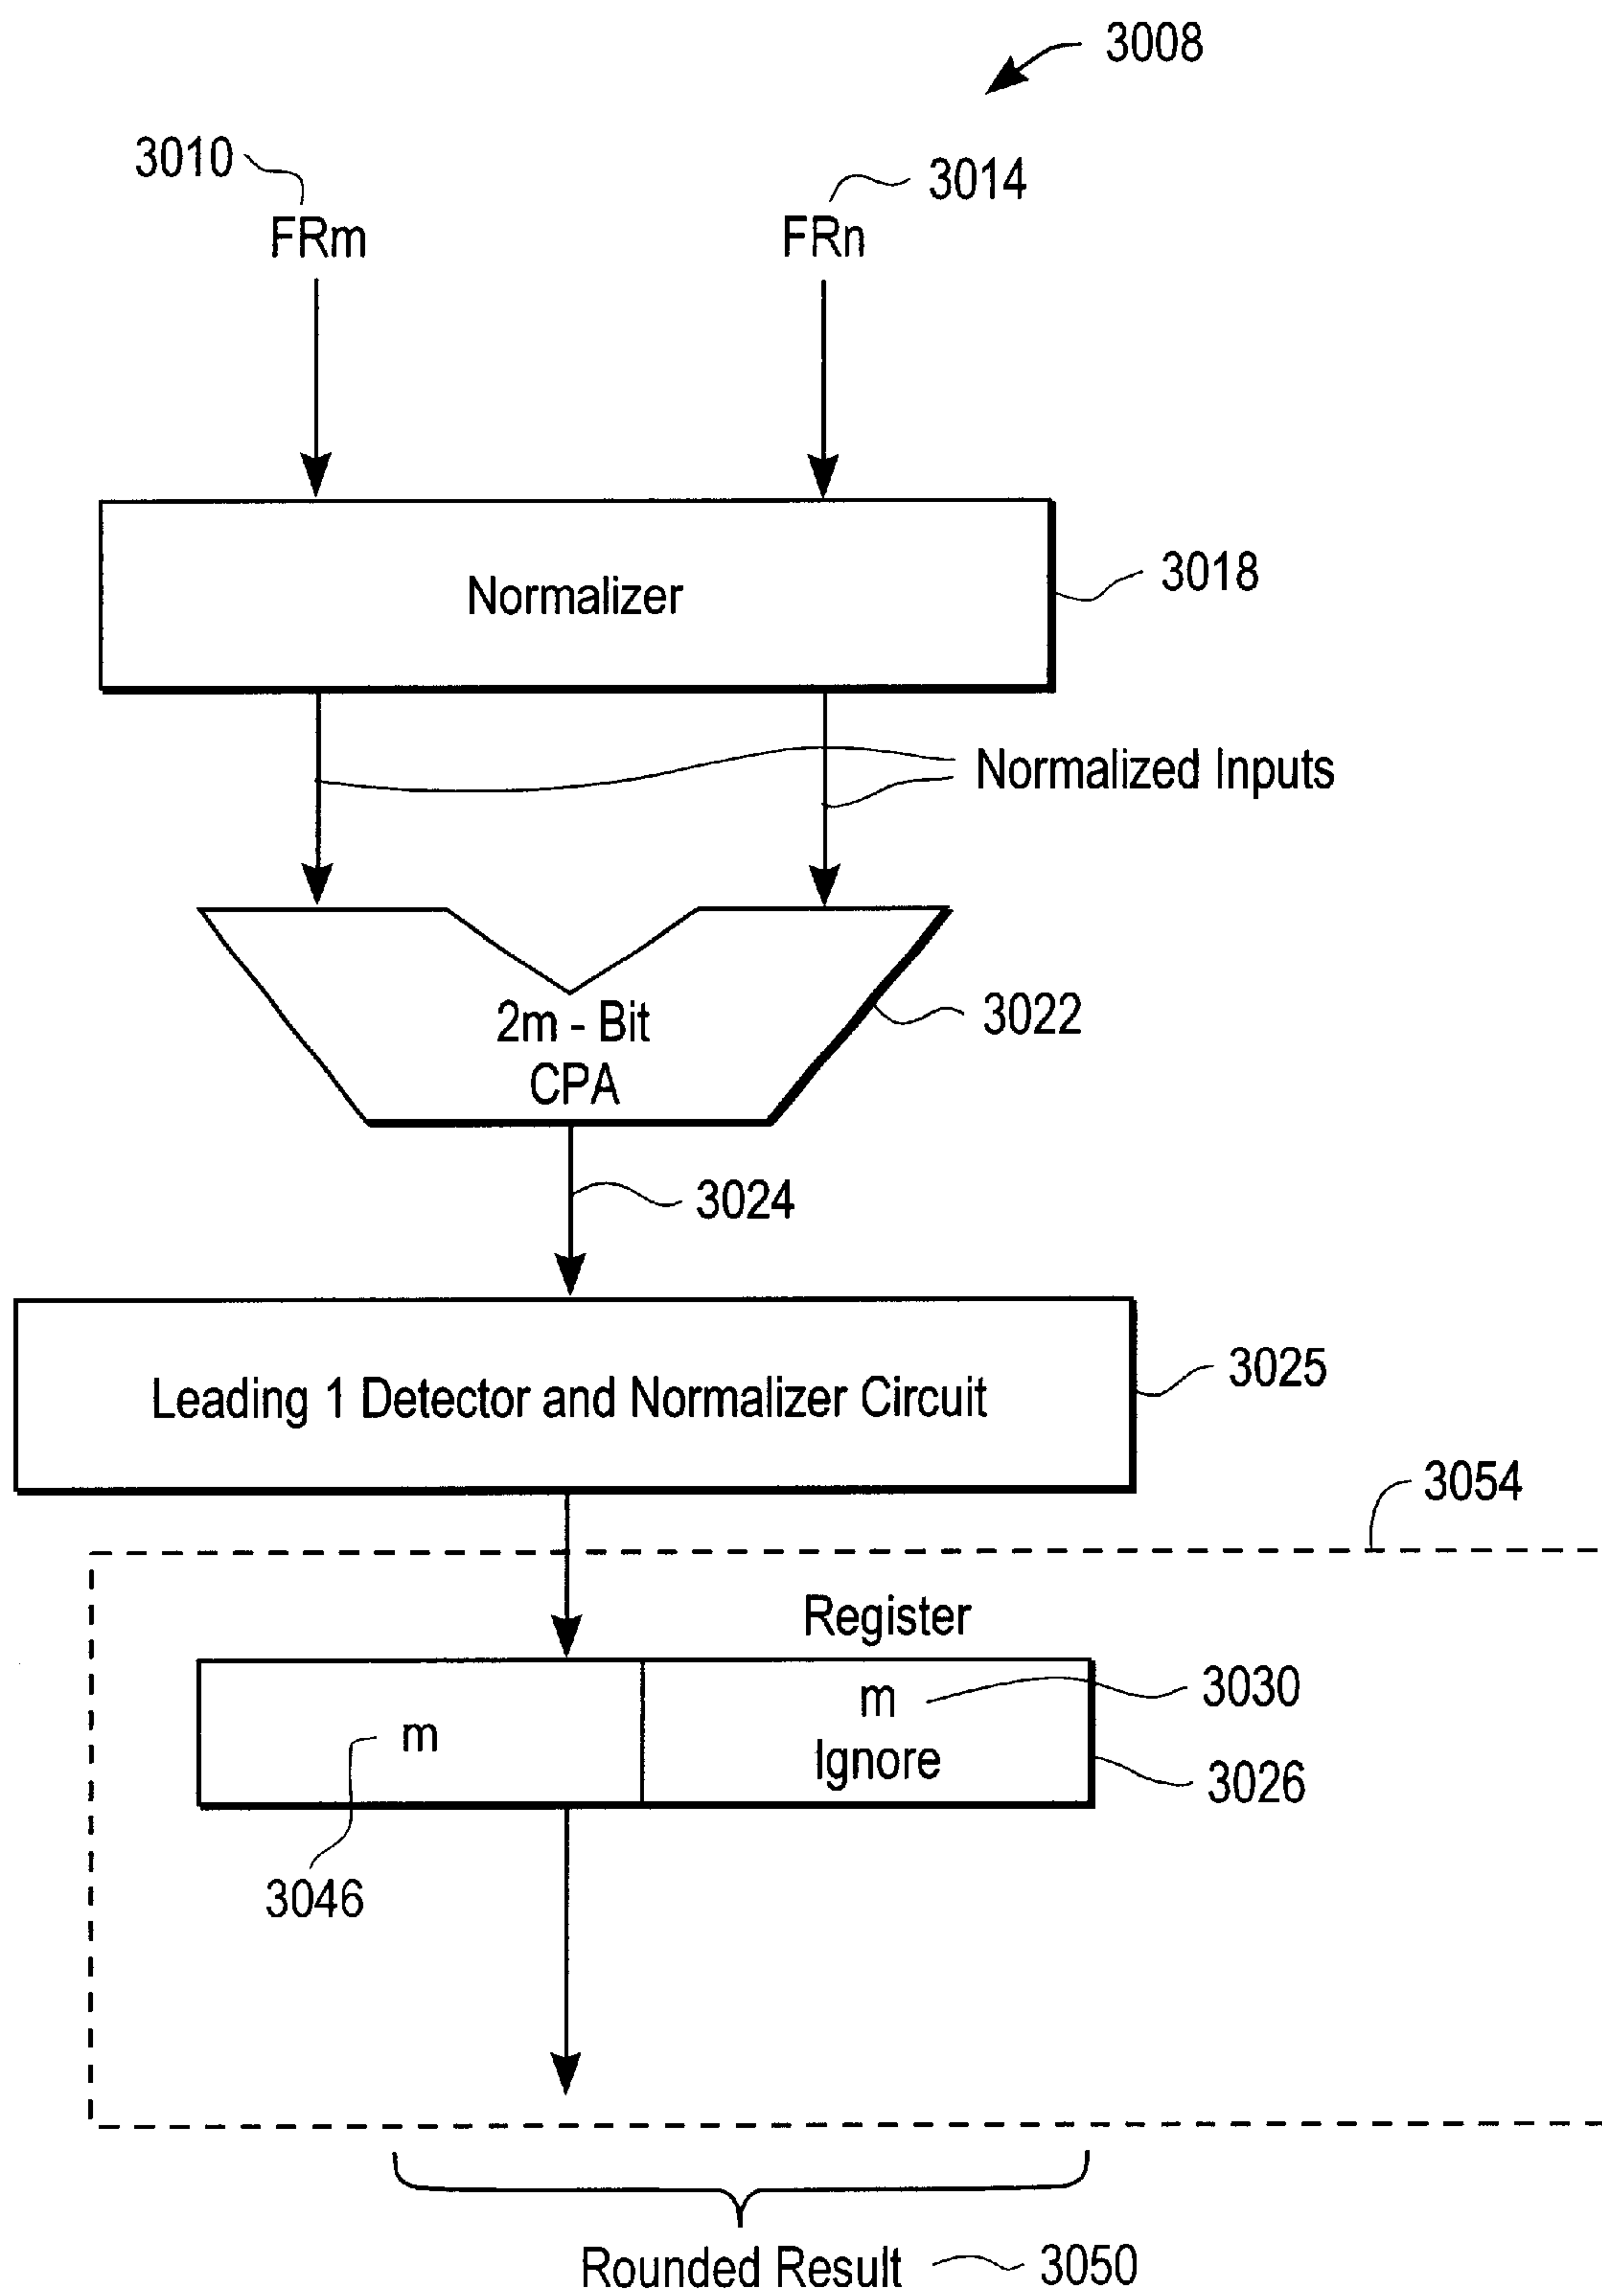 3008
3010
3014
FRm
FRn
Normalizer
3018
Normalized Inputs
2m - Bit
CPA
3022
3024
Leading 1 Detector and Normalizer Circuit
3025
3054
Register
m
m
Ignore
3030
3026
3046
Rounded Result
3050